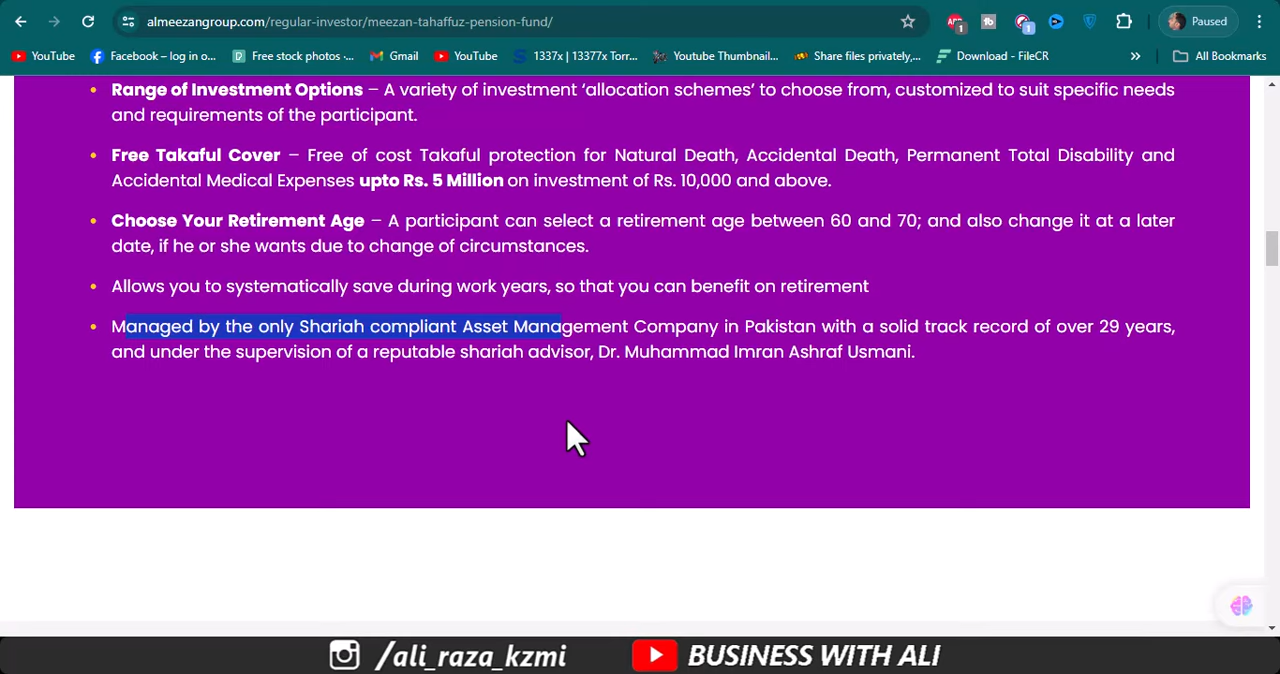 almeezangroup.com/regular-investor/meezan-tahaffuz-pension-fund/
Paused
YouTube
Facebook – log in o...
Free stock photos -...
Gmail
YouTube
1337x | 13377x Torr...
Youtube Thumbnail...
Share files privately,...
Download - FileCR
»
All Bookmarks
• Range of Investment Options – A variety of investment ‘allocation schemes’ to choose from, customized to suit specific needs
and requirements of the participant.
• Free Takaful Cover – Free of cost Takaful protection for Natural Death, Accidental Death, Permanent Total Disability and
Accidental Medical Expenses upto Rs. 5 Million on investment of Rs. 10,000 and above.
• Choose Your Retirement Age – A participant can select a retirement age between 60 and 70; and also change it at a later
date, if he or she wants due to change of circumstances.
• Allows you to systematically save during work years, so that you can benefit on retirement
• Managed by the only Shariah compliant Asset Management Company in Pakistan with a solid track record of over 29 years,
and under the supervision of a reputable shariah advisor, Dr. Muhammad Imran Ashraf Usmani.
/ali_raza_kzmi
BUSINESS WITH ALI